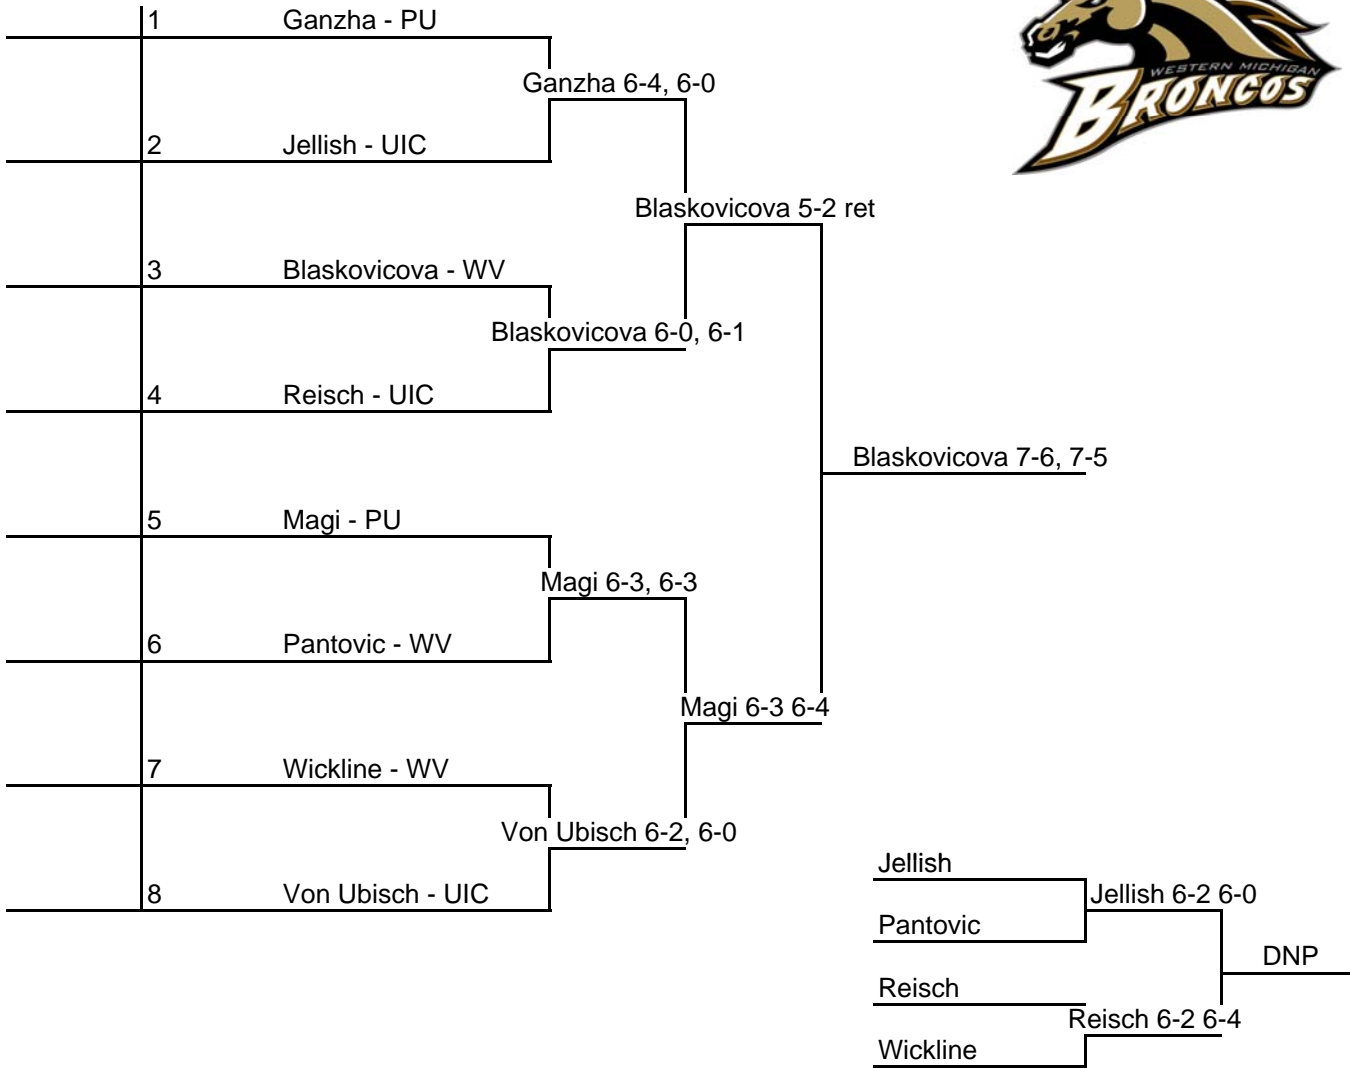 1 Ganzha - PU
WESTERN MICHIGAN
BRONCOS
Ganzha 6-4, 6-0
2 Jellish - UIC
Blaskovicova 5-2 ret
3 Blaskovicova - WV
Blaskovicova 6-0, 6-1
4 Reisch - UIC
Blaskovicova 7-6, 7-5
5 Magi - PU
Magi 6-3, 6-3
6 Pantovic - WV
Magi 6-3 6-4
7 Wickline - WV
Von Ubisch 6-2, 6-0
8 Von Ubisch - UIC
Jellish
Jellish 6-2 6-0
Pantovic
DNP
Reisch
Reisch 6-2 6-4
Wickline